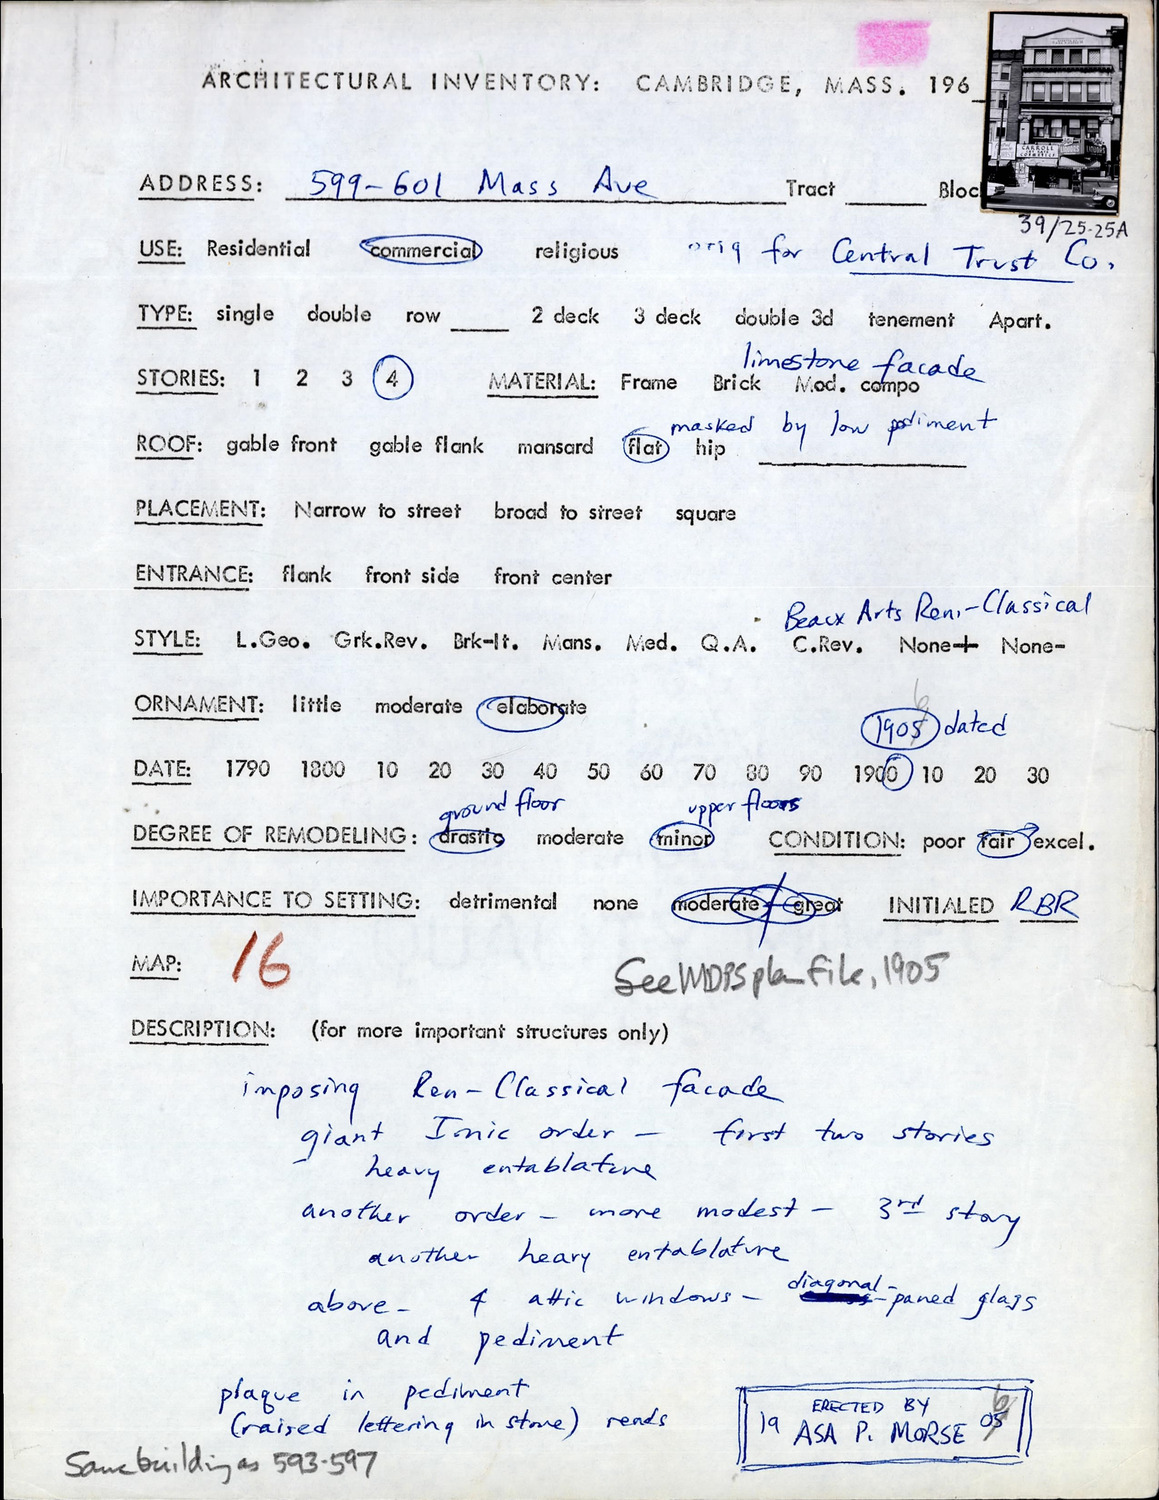 ARCHITECTURAL INVENTORY: CAMBRIDGE, MASS. 196_
CARROLL
ADDRESS: 599-601 Mass Ave Tract ____ Bloc
39/25-25A
USE: Residential commercial religious orig for Central Trust Co.
TYPE: single double row ____ 2 deck 3 deck double 3d tenement Apart.
limestone facade
STORIES: 1 2 3 4 MATERIAL: Frame Brick Mod. compo
masked by low pediment
ROOF: gable front gable flank mansard flat hip ____
PLACEMENT: Narrow to street broad to street square
ENTRANCE: flank front side front center
Beaux Arts Ren.-Classical
STYLE: L.Geo. Grk.Rev. Brk-It. Mans. Med. Q.A. C.Rev. None+ None-
ORNAMENT: little moderate elaborate
6
1905 dated
DATE: 1790 1800 10 20 30 40 50 60 70 80 90 1900 10 20 30
ground floor upper floors
DEGREE OF REMODELING: drastic moderate minor CONDITION: poor fair excel.
IMPORTANCE TO SETTING: detrimental none moderate great INITIALED RBR
MAP: 16
See MDPS plan file, 1905
DESCRIPTION: (for more important structures only)
imposing Ren-Classical facade
giant Ionic order - first two stories
heavy entablature
another order - more modest - 3rd story
another heavy entablature
above - 4 attic windows - diagonal-paned glass
and pediment
plaque in pediment
(raised lettering in stone) reads
ERECTED BY
19 ASA P. MORSE 05
6
Same building as 593-597